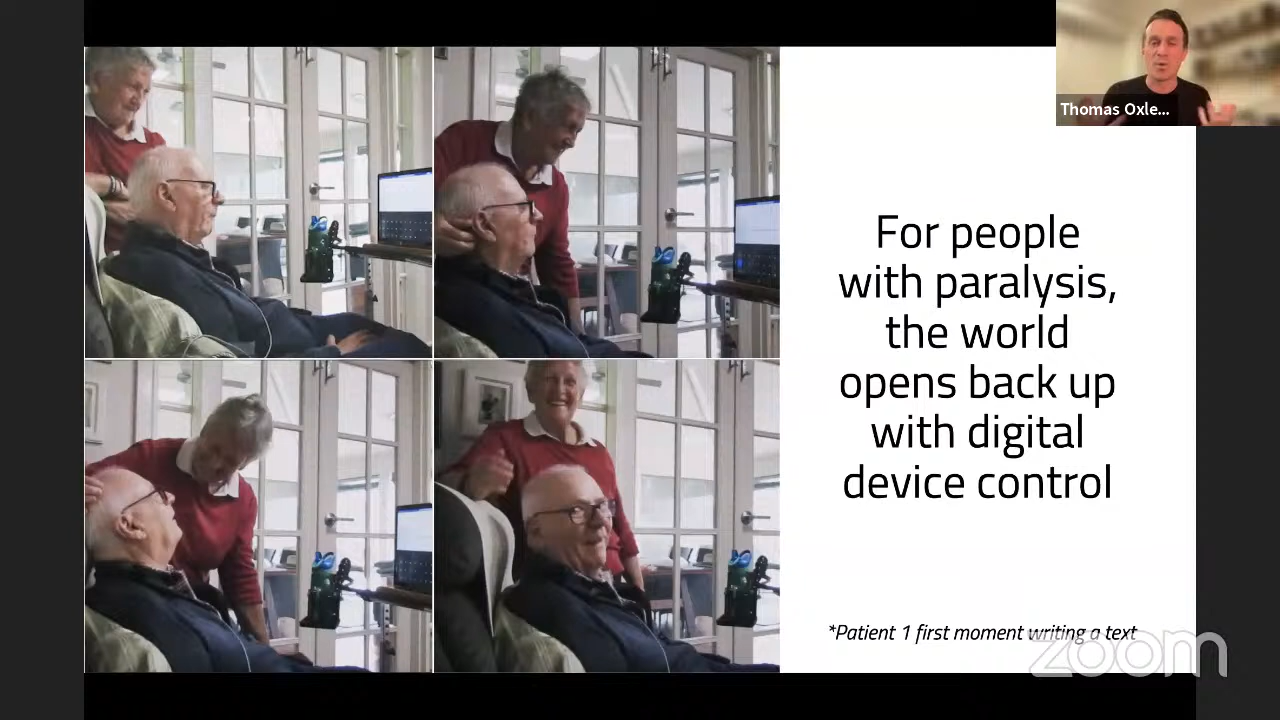 Thomas Oxle...
For people
with paralysis,
the world
opens back up
with digital
device control
*Patient 1 first moment writing a text
zoom